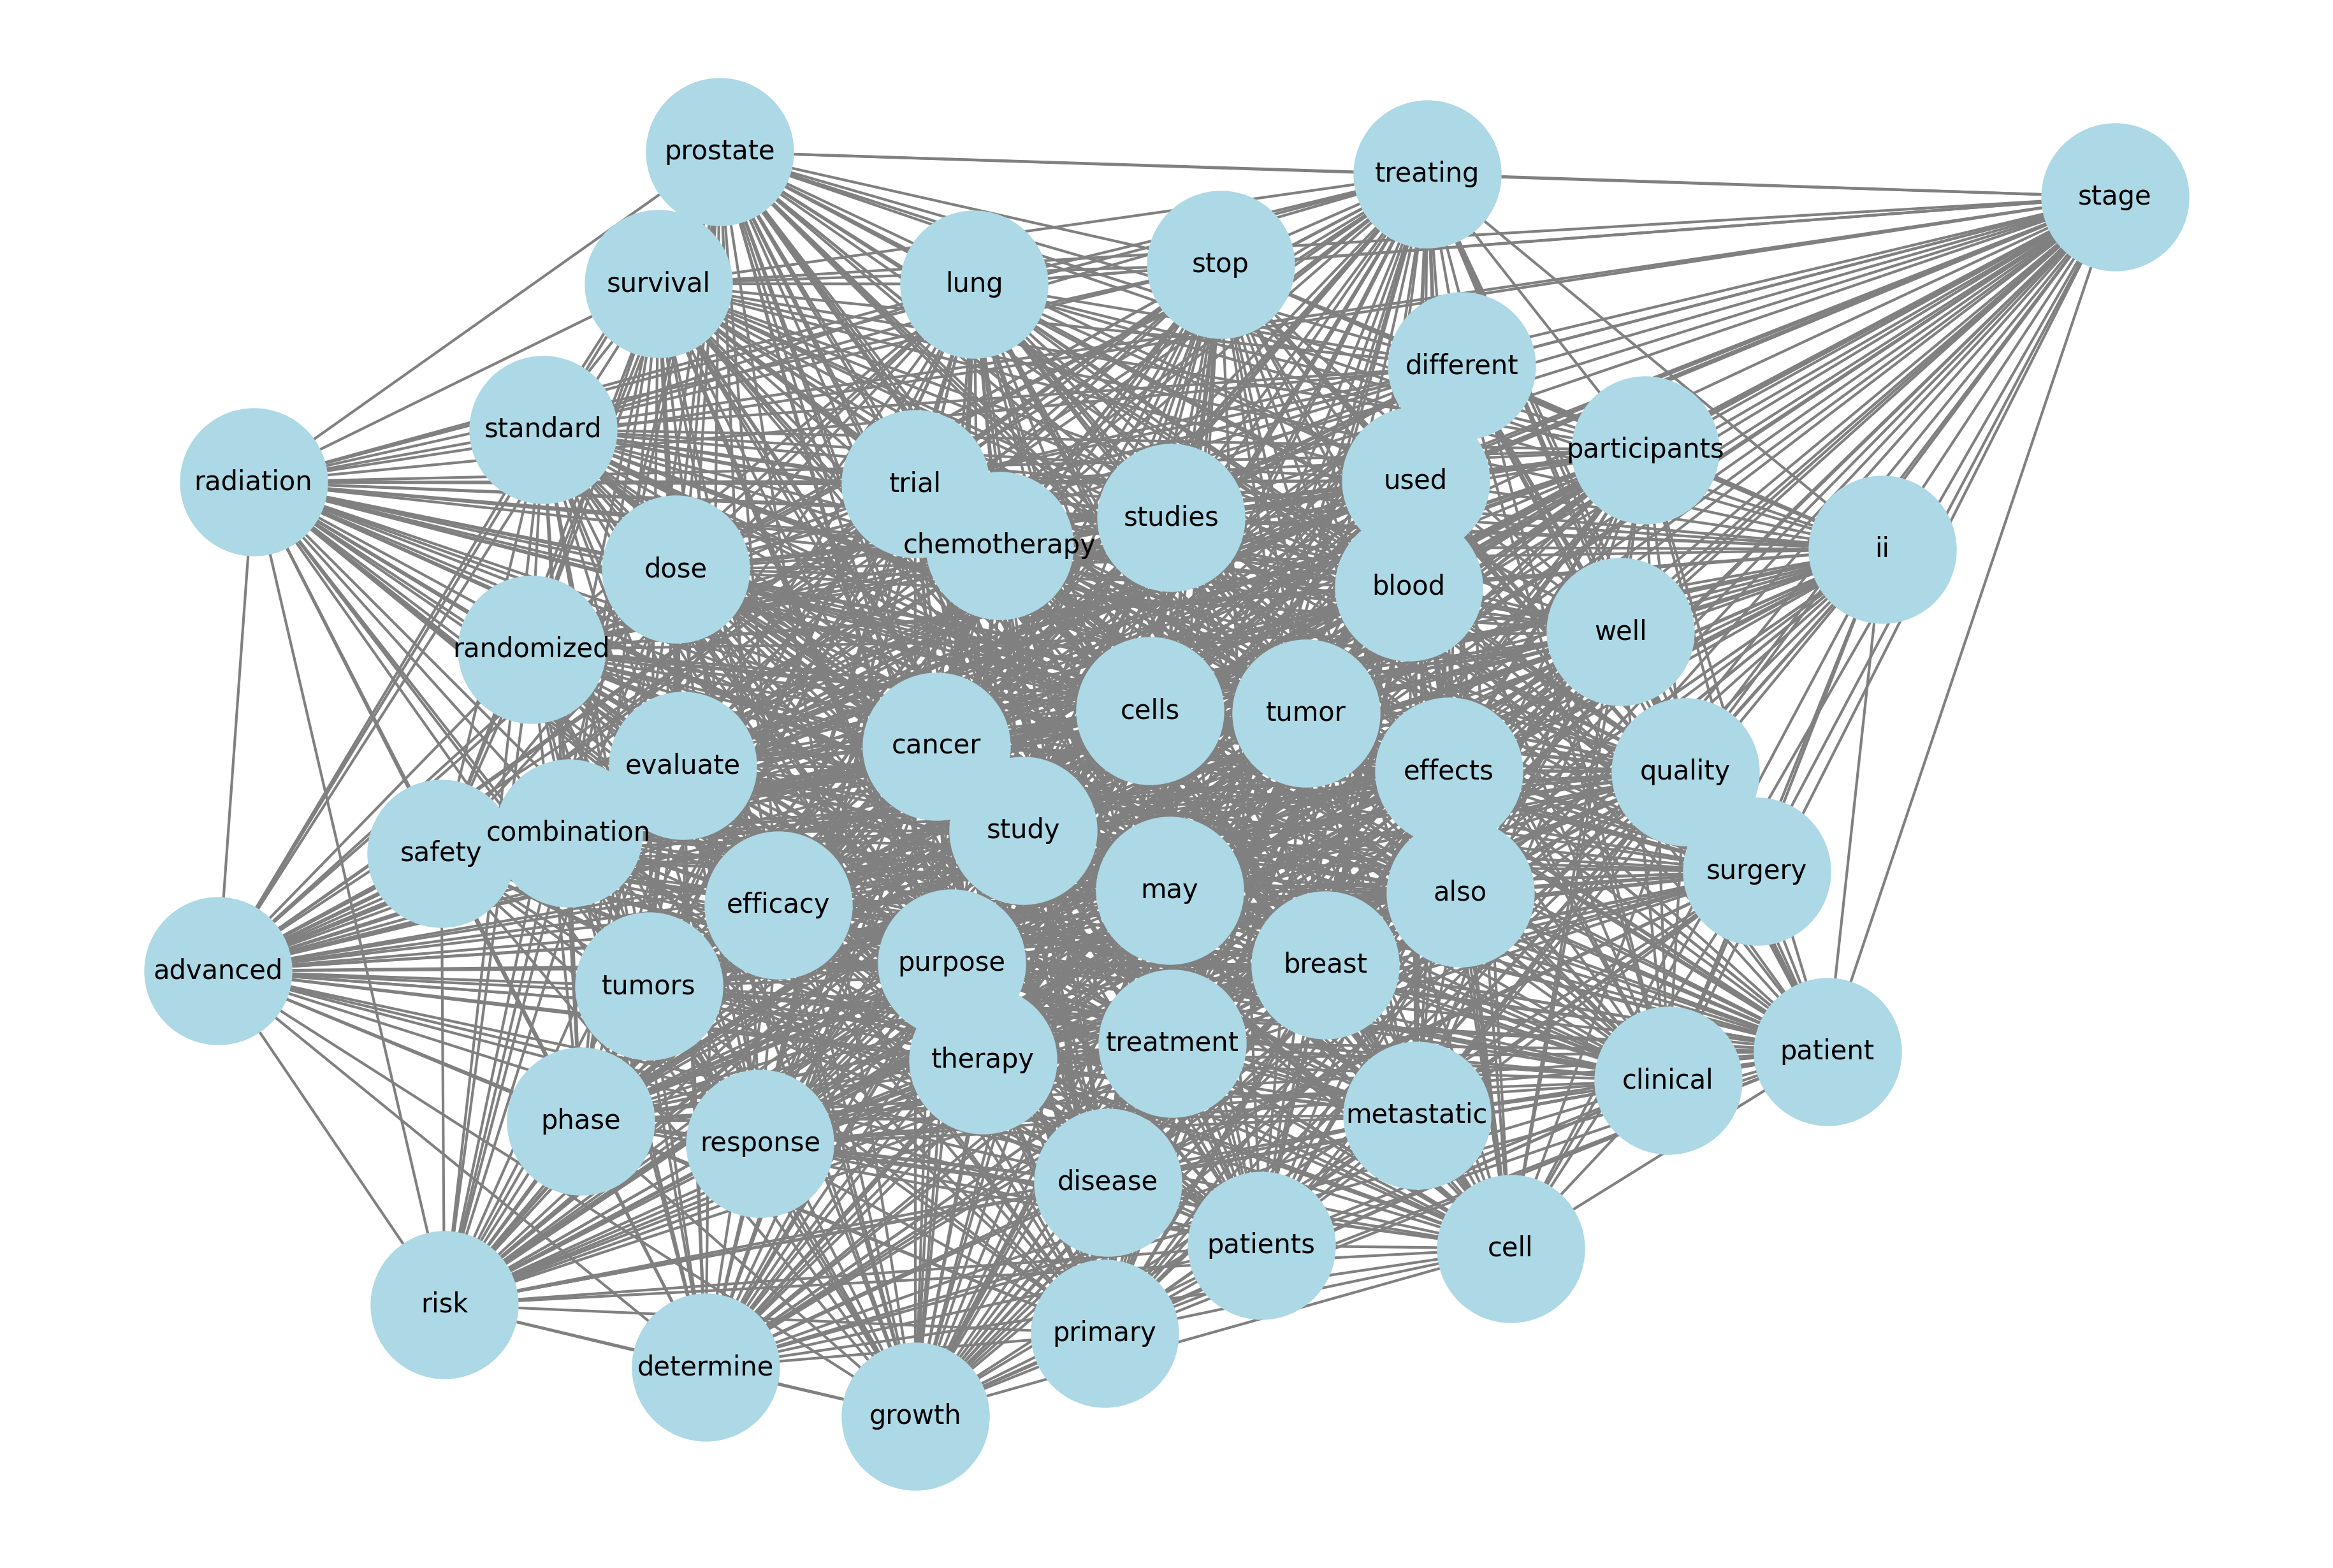 prostate
treating
stage
survival
lung
stop
different
standard
participants
radiation
trial
used
studies
chemotherapy
ii
dose
blood
well
randomized
cells
tumor
cancer
evaluate
effects
quality
combination
study
safety
surgery
may
also
efficacy
purpose
breast
advanced
tumors
treatment
patient
therapy
clinical
metastatic
phase
response
disease
patients
cell
risk
primary
determine
growth